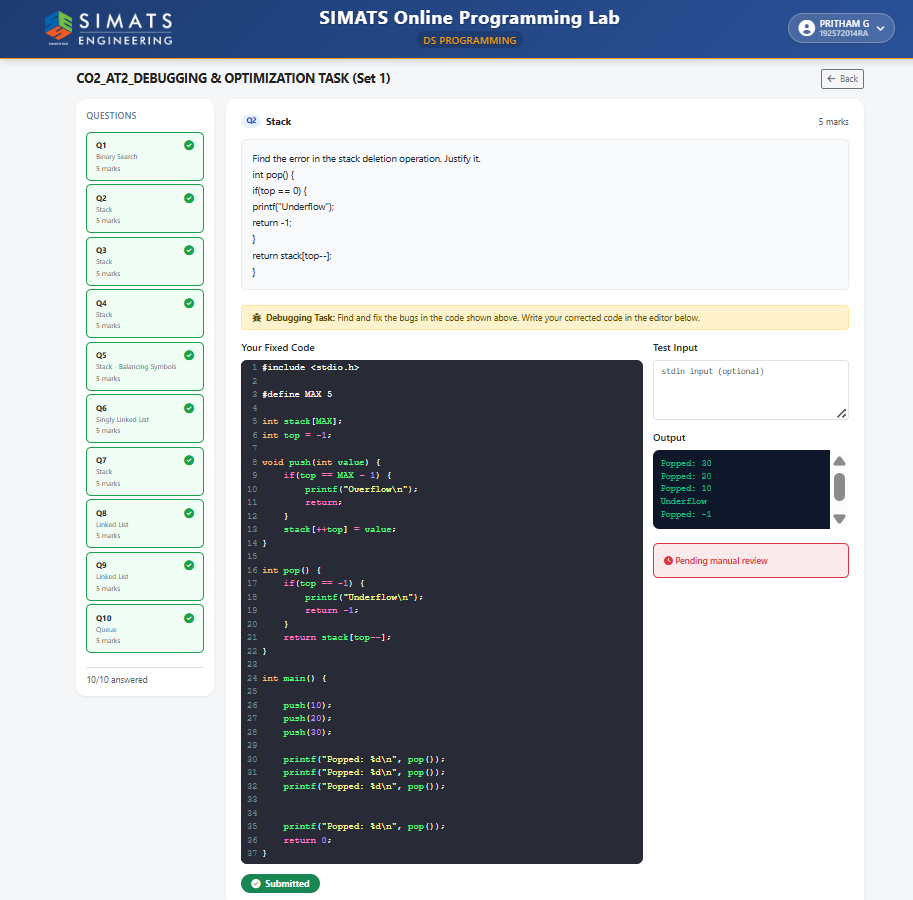 SIMATS
ENGINEERING
SIMATS Online Programming Lab
DS PROGRAMMING
PRITHAM G
192572014RA
CO2_AT2_DEBUGGING & OPTIMIZATION TASK (Set 1)
← Back
QUESTIONS
Q1
Binary Search
5 marks
Q2
Stack
5 marks
Q3
Stack
5 marks
Q4
Stack
5 marks
Q5
Stack - Balancing Symbols
5 marks
Q6
Singly Linked List
5 marks
Q7
Stack
5 marks
Q8
Linked List
5 marks
Q9
Linked List
5 marks
Q10
Queue
5 marks
10/10 answered
Q2 Stack
5 marks
Find the error in the stack deletion operation. Justify it.
int pop() {
if(top == 0) {
printf("Underflow");
return -1;
}
return stack[top--];
}
Debugging Task: Find and fix the bugs in the code shown above. Write your corrected code in the editor below.
Your Fixed Code
1 #include <stdio.h>
2
3 #define MAX 5
4
5 int stack[MAX];
6 int top = -1;
7
8 void push(int value) {
9     if(top == MAX - 1) {
10         printf("Overflow\n");
11         return;
12     }
13     stack[++top] = value;
14 }
15
16 int pop() {
17     if(top == -1) {
18         printf("Underflow\n");
19         return -1;
20     }
21     return stack[top--];
22 }
23
24 int main() {
25
26     push(10);
27     push(20);
28     push(30);
29
30     printf("Popped: %d\n", pop());
31     printf("Popped: %d\n", pop());
32     printf("Popped: %d\n", pop());
33
34
35     printf("Popped: %d\n", pop());
36     return 0;
37 }
Submitted
Test Input
stdin input (optional)
Output
Popped: 30
Popped: 20
Popped: 10
Underflow
Popped: -1
Pending manual review